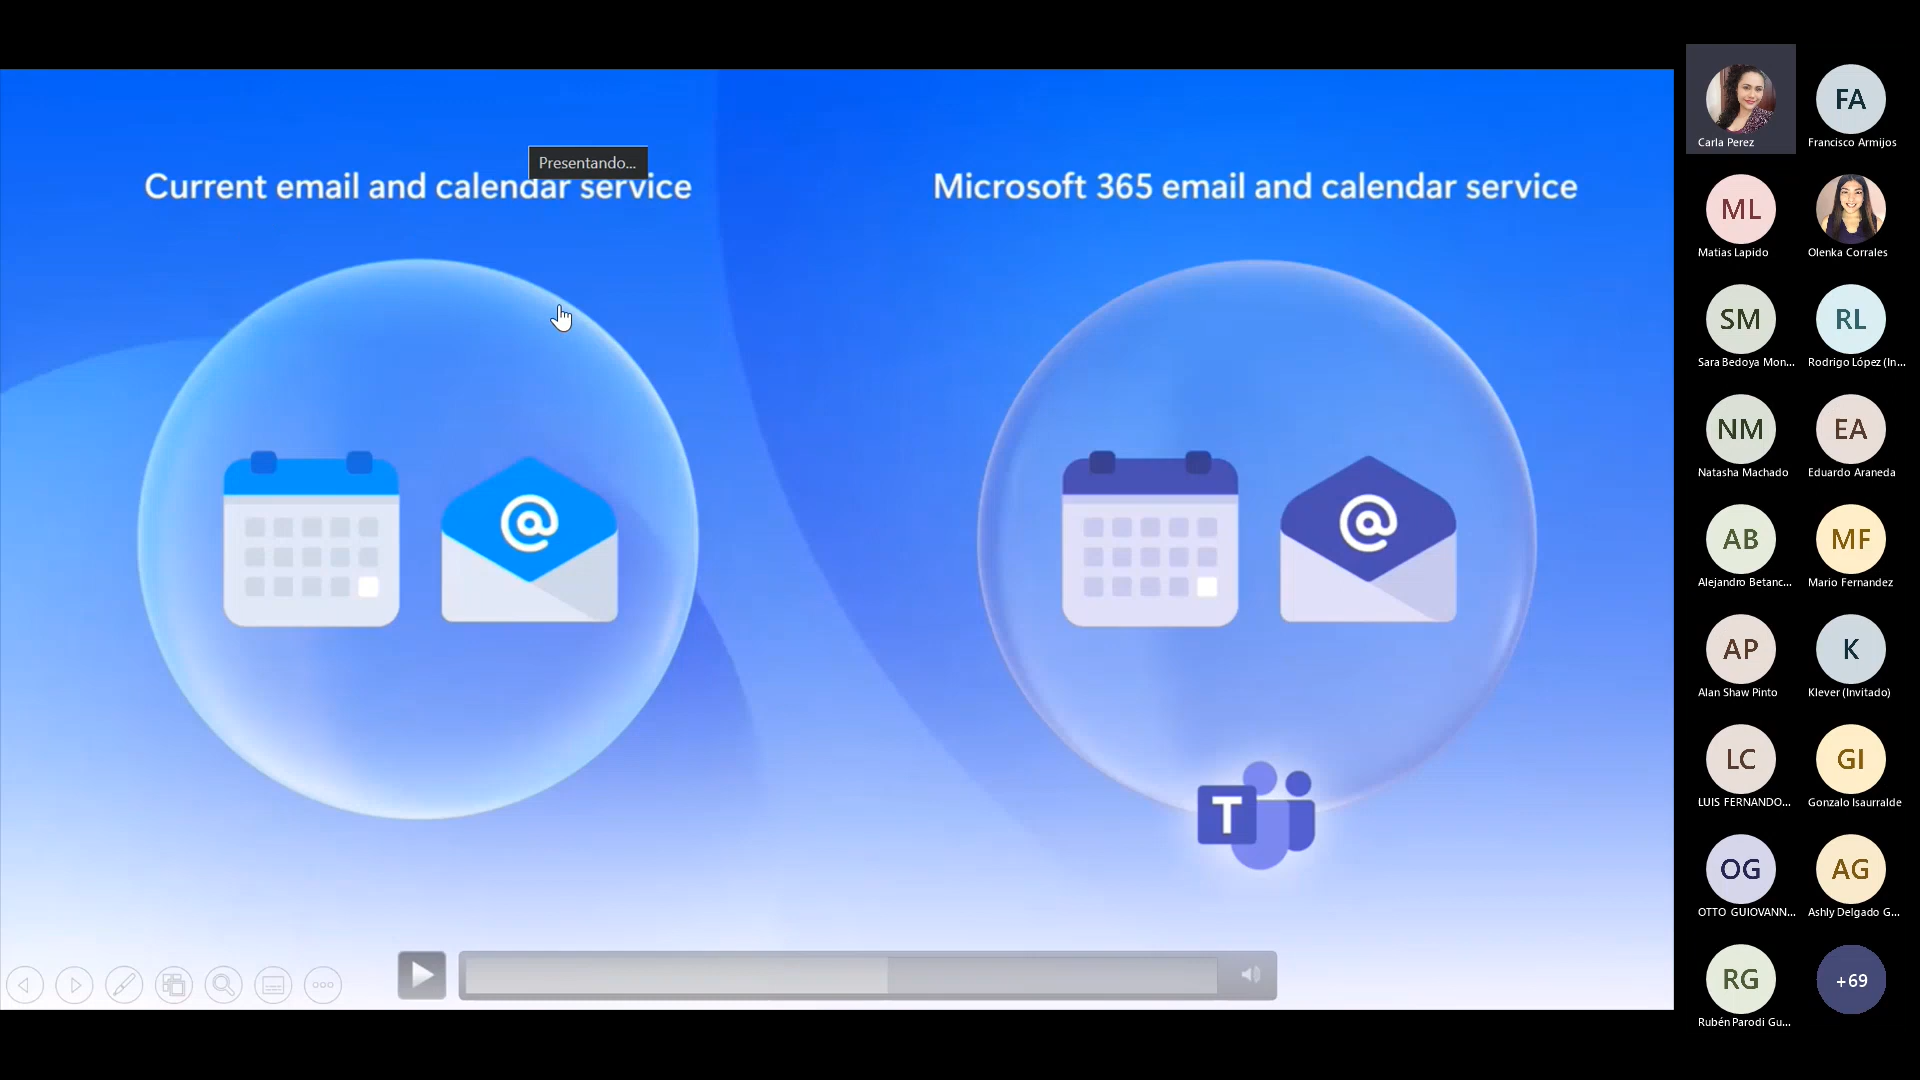 Presentando...
Current email and calendar service
Microsoft 365 email and calendar service
@
@
T
Carla Perez
FA
Francisco Armijos
ML
Matias Lapido
Olenka Corrales
SM
Sara Bedoya Mon...
RL
Rodrigo López (In...
NM
Natasha Machado
EA
Eduardo Araneda
AB
Alejandro Betanc...
MF
Mario Fernandez
AP
Alan Shaw Pinto
K
Klever (Invitado)
LC
LUIS FERNANDO...
GI
Gonzalo Isaurralde
OG
OTTO GUIOVANN...
AG
Ashly Delgado G...
RG
Rubén Parodi Gu...
+69